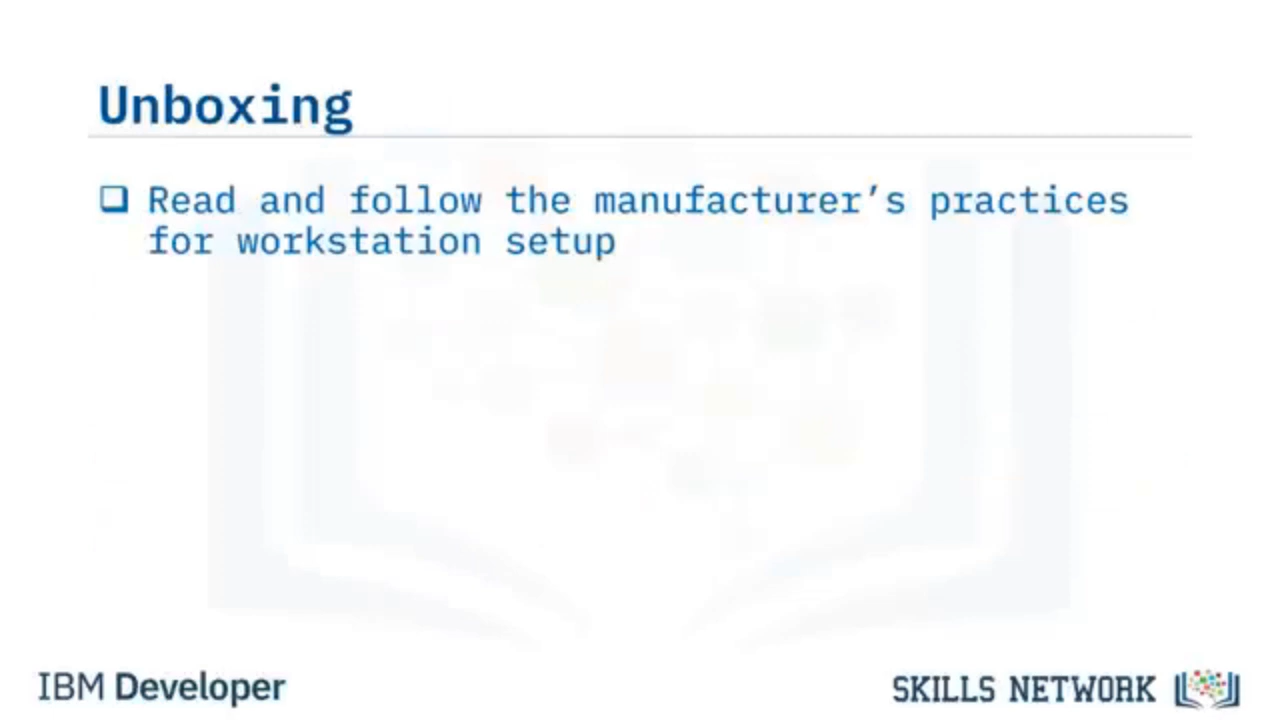 Unboxing
❏ Read and follow the manufacturer’s practices
for workstation setup
IBM Developer
SKILLS NETWORK